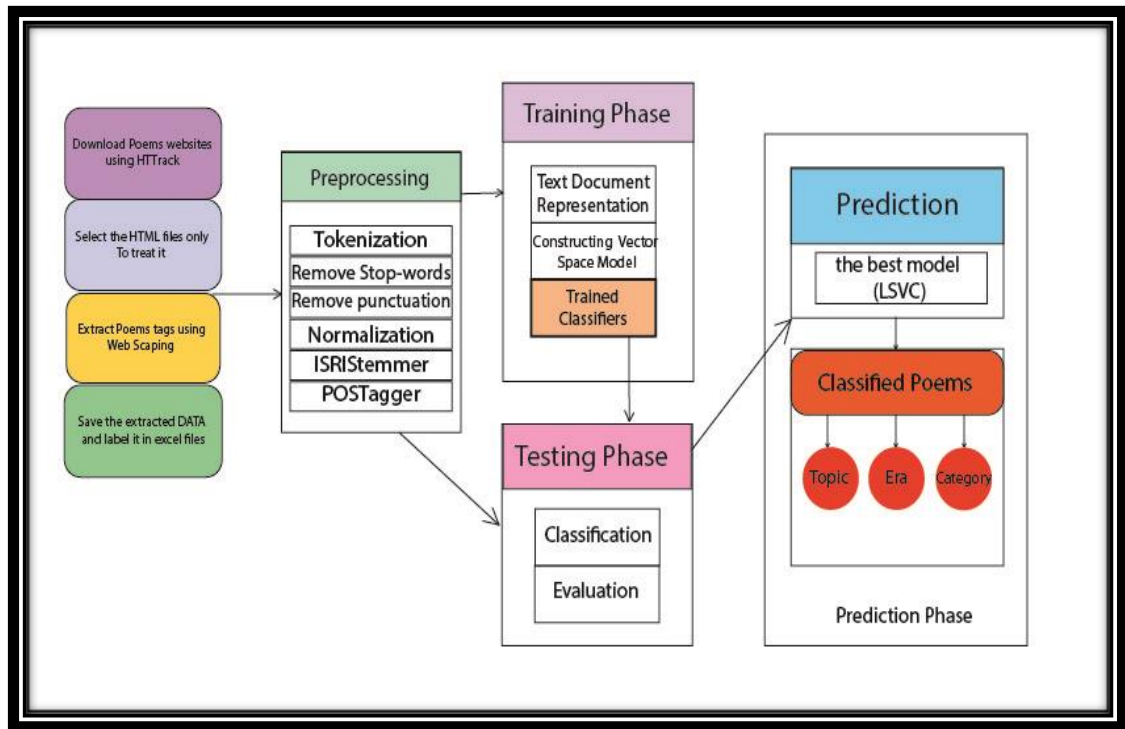 Download Poems websites
using HTTrack
Select the HTML files only
To treat it
Extract Poems tags using
Web Scaping
Save the extracted DATA
and label it in excel files
Preprocessing
Tokenization
Remove Stop-words
Remove punctuation
Normalization
ISRIStemmer
POSTagger
Training Phase
Text Document
Representation
Constructing Vector
Space Model
Trained
Classifiers
Testing Phase
Classification
Evaluation
Prediction
the best model
(LSVC)
Classified Poems
Topic
Era
Category
Prediction Phase